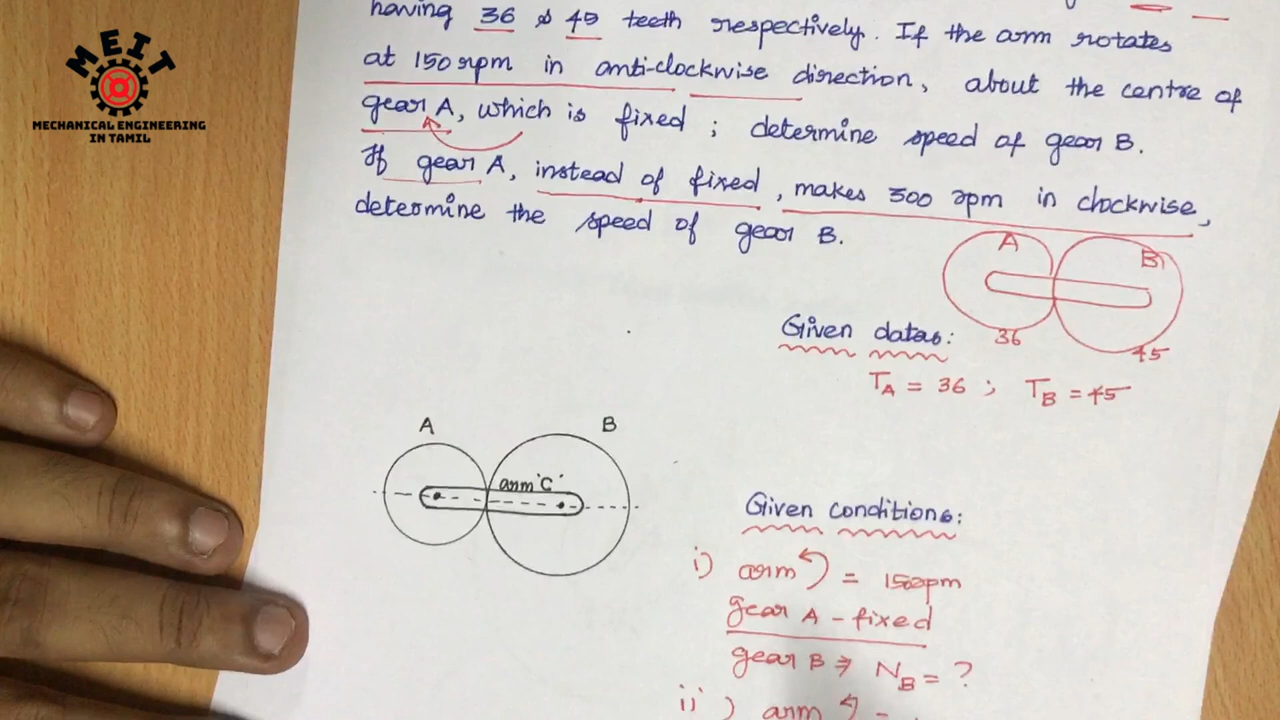 MEIT
MECHANICAL ENGINEERING
IN TAMIL
having 36 & 45 teeth respectively. If the arm rotates
at 150 rpm in anti-clockwise direction, about the centre of
gear A, which is fixed ; determine speed of gear B.
If gear A, instead of fixed, makes 300 rpm in clockwise,
determine the speed of gear B.
A B
36 45
Given datas:
T_A = 36 ; T_B = 45
A B
arm 'C'
Given conditions:
i) arm ↶ = 150rpm
gear A - fixed
gear B ⇒ N_B = ?
ii) arm ↶ =